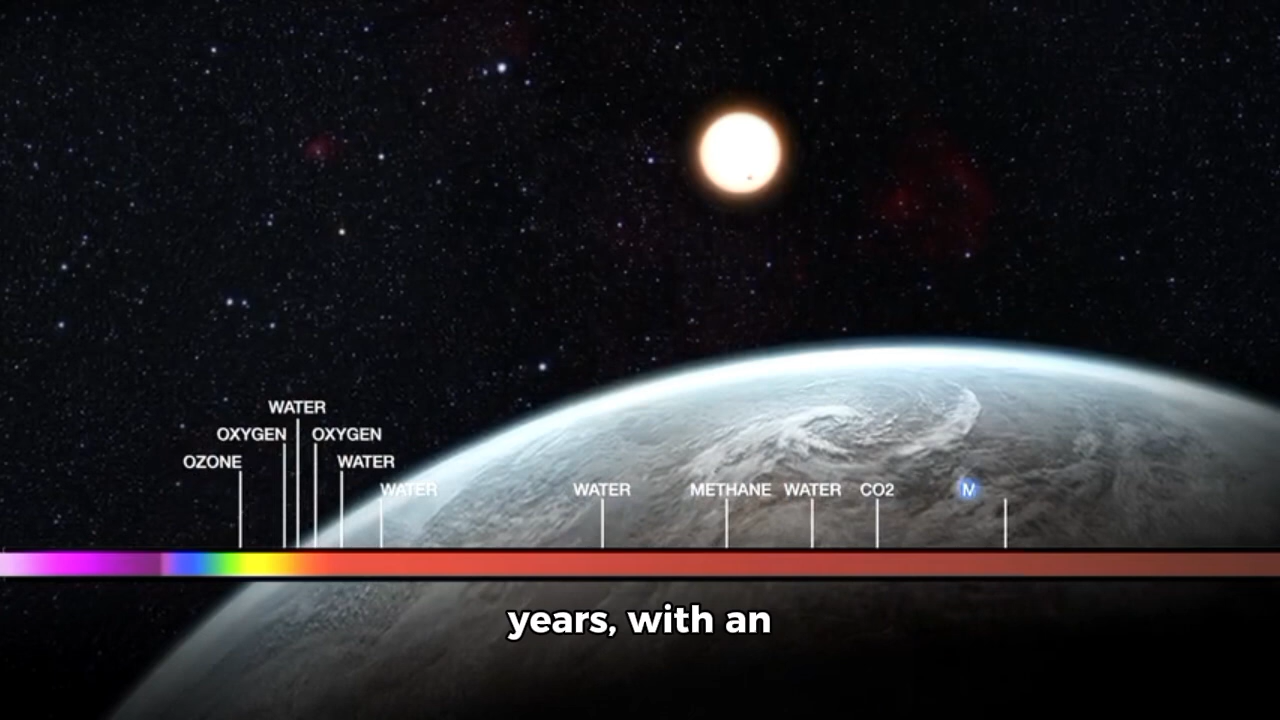 WATER
OXYGEN OXYGEN
OZONE WATER
WATER WATER METHANE WATER CO2 M
years, with an